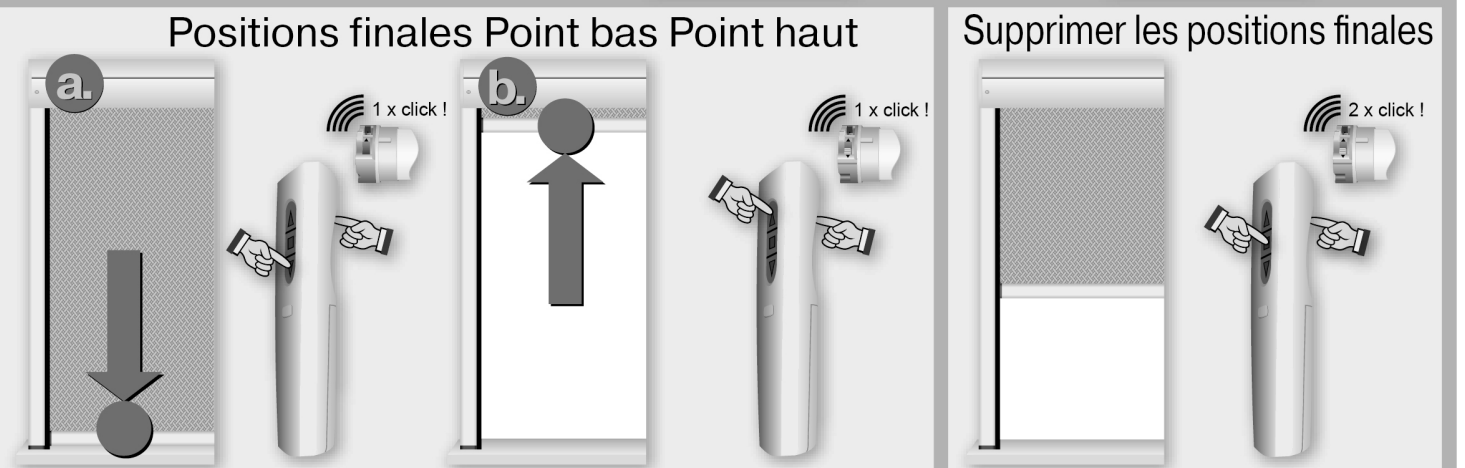 Positions finales Point bas Point haut
a.
1 x click !
b.
1 x click !
Supprimer les positions finales
2 x click !